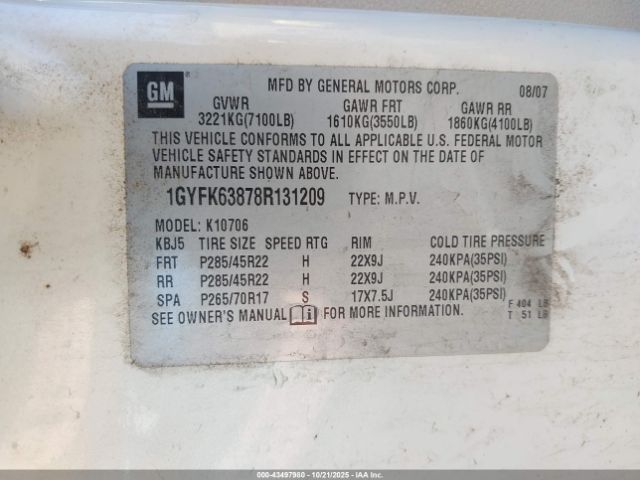 GM
MFD BY GENERAL MOTORS CORP. 08/07
GVWR GAWR FRT GAWR RR
3221KG(7100LB) 1610KG(3550LB) 1860KG(4100LB)
THIS VEHICLE CONFORMS TO ALL APPLICABLE U.S. FEDERAL MOTOR
VEHICLE SAFETY STANDARDS IN EFFECT ON THE DATE OF
MANUFACTURE SHOWN ABOVE.
1GYFK63878R131209 TYPE: M.P.V.
MODEL: K10706
KBJ5 TIRE SIZE SPEED RTG RIM COLD TIRE PRESSURE
FRT P285/45R22 H 22X9J 240KPA(35PSI)
RR P285/45R22 H 22X9J 240KPA(35PSI)
SPA P265/70R17 S 17X7.5J 240KPA(35PSI)
SEE OWNER'S MANUAL FOR MORE INFORMATION.
F 404 LB
T 51 LB
© 00-43497980 - 10/21/2025 - IAAI.COM